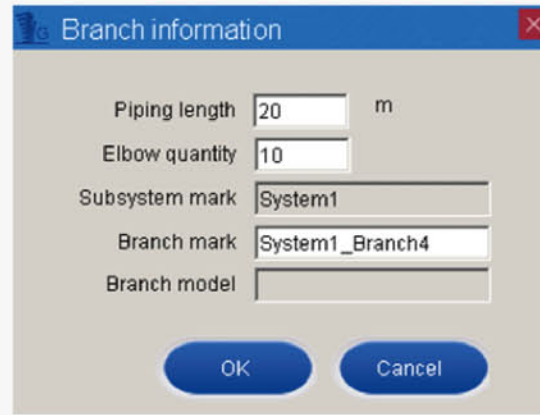 G Branch information
Piping length 20 m
Elbow quantity 10
Subsystem mark System1
Branch mark System1_Branch4
Branch model
OK Cancel